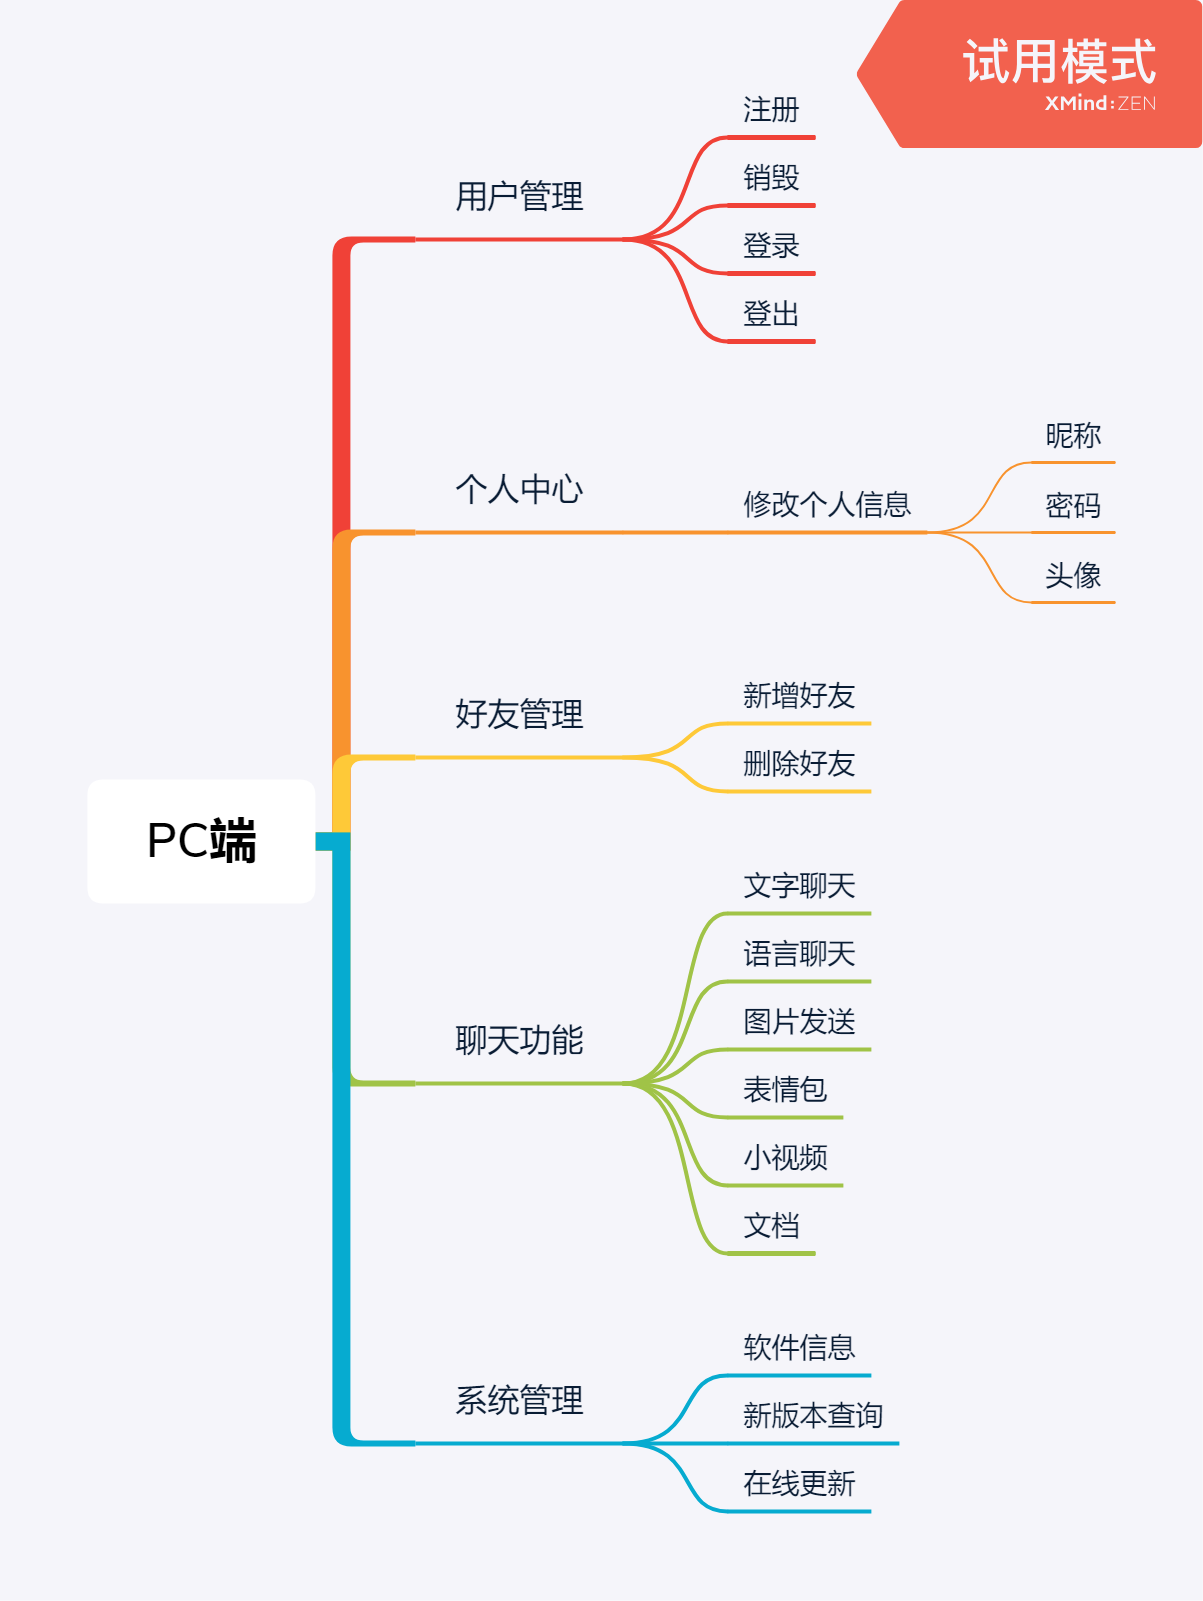 试用模式
XMind:ZEN
PC端
用户管理
注册
销毁
登录
登出
个人中心
修改个人信息
昵称
密码
头像
好友管理
新增好友
删除好友
聊天功能
文字聊天
语言聊天
图片发送
表情包
小视频
文档
系统管理
软件信息
新版本查询
在线更新